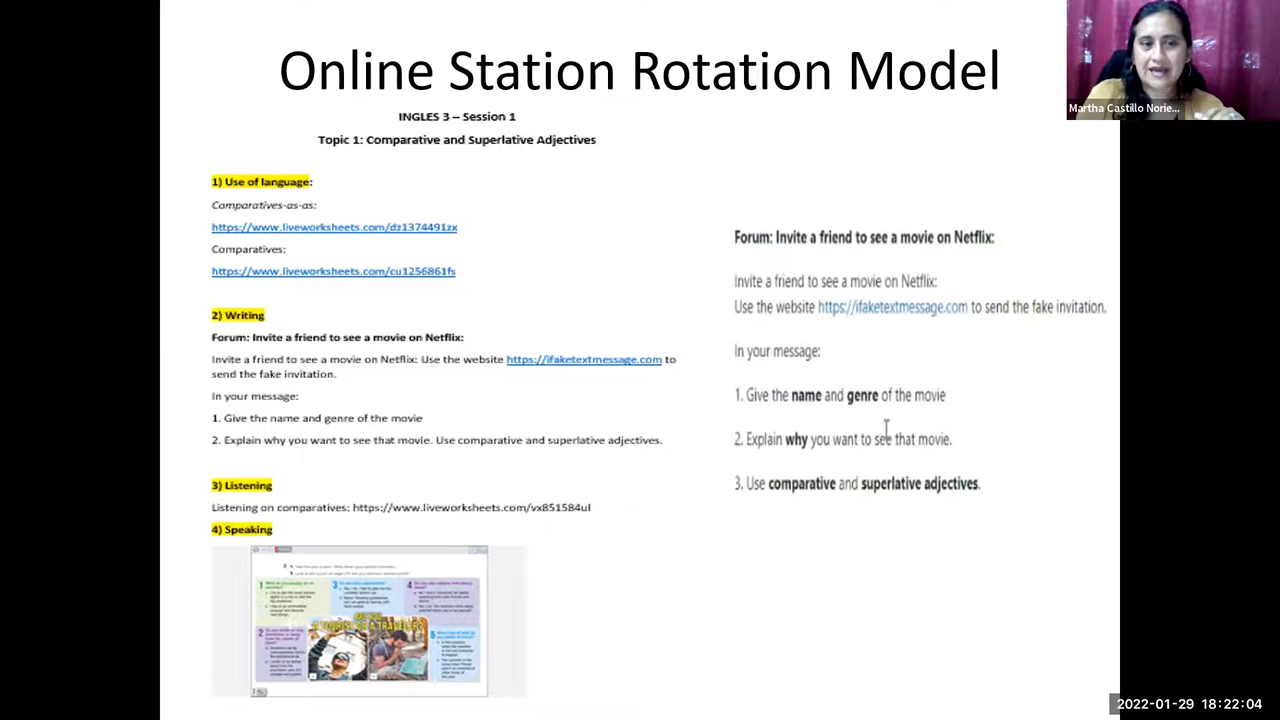 Online Station Rotation Model
Martha Castillo Norie...
INGLES 3 – Session 1
Topic 1: Comparative and Superlative Adjectives
1) Use of language:
Comparatives-as-as:
https://www.liveworksheets.com/dz1374491zx
Comparatives:
https://www.liveworksheets.com/cu1256861fs
2) Writing
Forum: Invite a friend to see a movie on Netflix:
Invite a friend to see a movie on Netflix: Use the website https://ifaketextmessage.com to
send the fake invitation.
In your message:
1. Give the name and genre of the movie
2. Explain why you want to see that movie. Use comparative and superlative adjectives.
3) Listening
Listening on comparatives: https://www.liveworksheets.com/vx851584ul
4) Speaking
A TOURIST OR A TRAVELER?
Forum: Invite a friend to see a movie on Netflix:
Invite a friend to see a movie on Netflix:
Use the website https://ifaketextmessage.com to send the fake invitation.
In your message:
1. Give the name and genre of the movie
2. Explain why you want to see that movie.
3. Use comparative and superlative adjectives.
2022-01-29 18:22:04